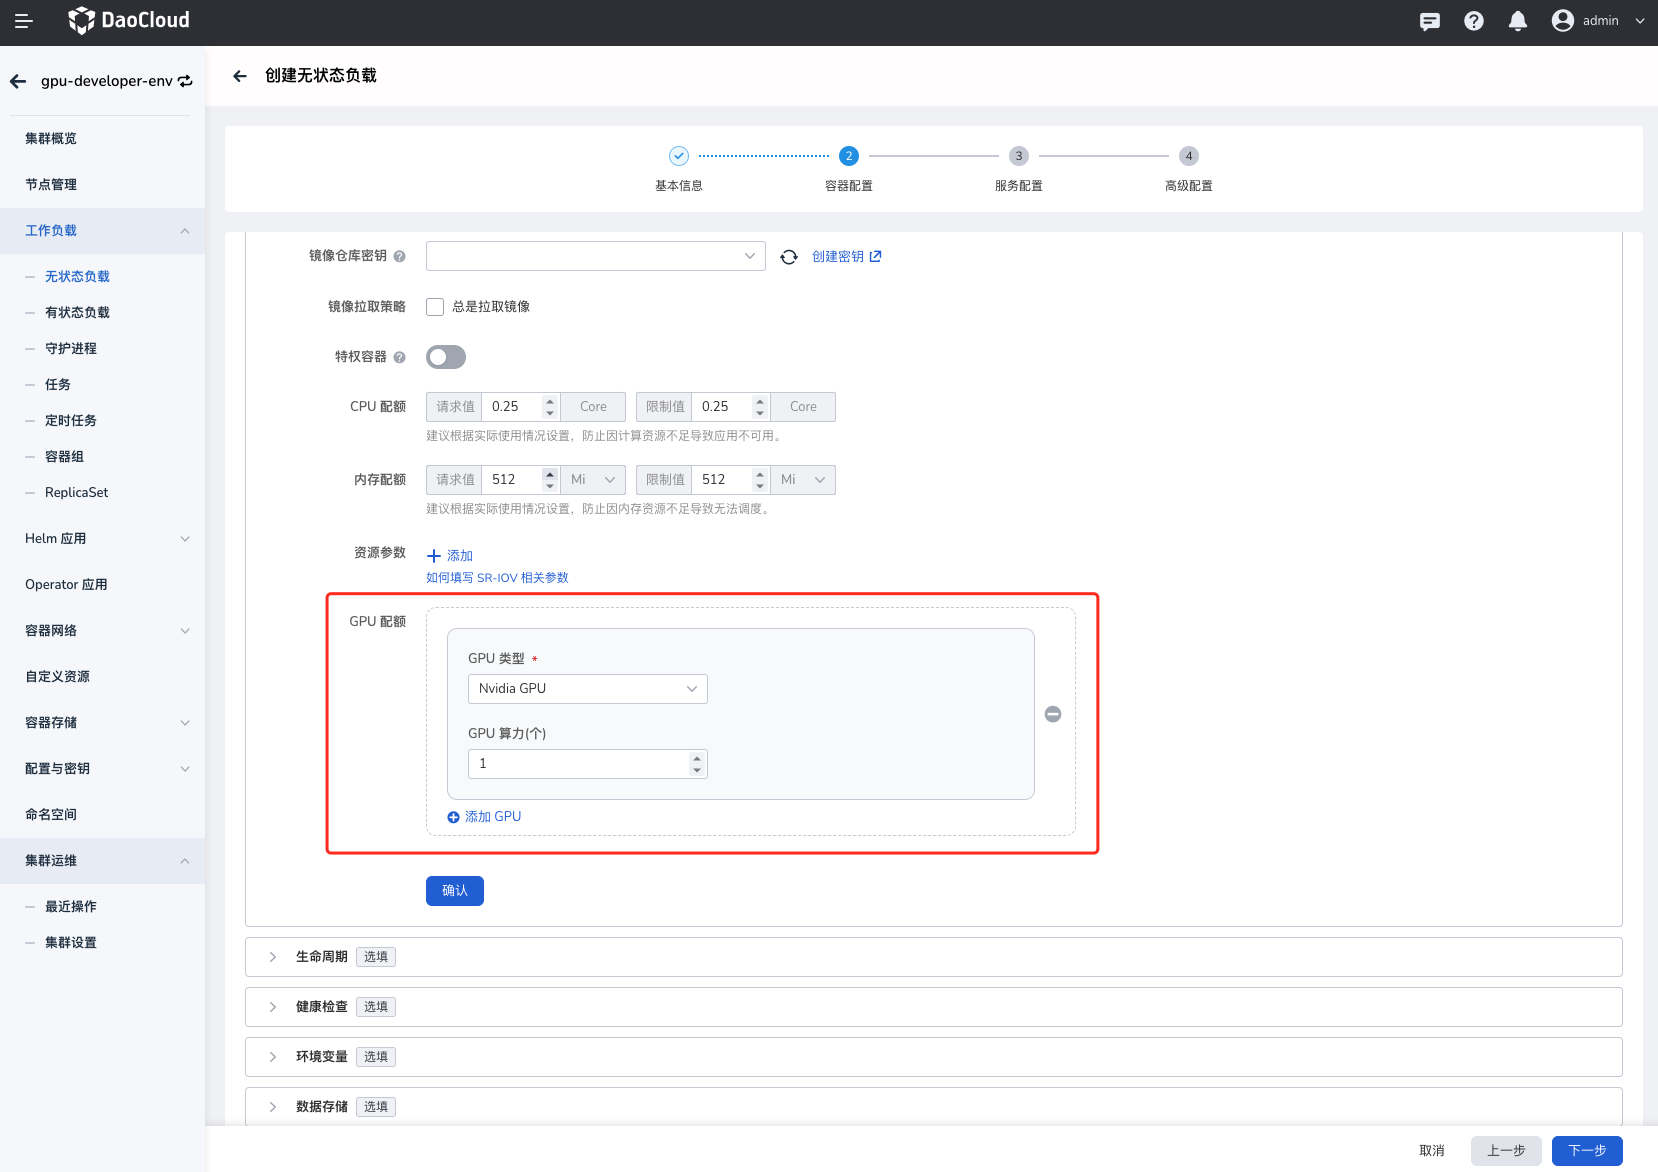 DaoCloud
admin
gpu-developer-env
集群概览
节点管理
工作负载
无状态负载
有状态负载
守护进程
任务
定时任务
容器组
ReplicaSet
Helm 应用
Operator 应用
容器网络
自定义资源
容器存储
配置与密钥
命名空间
集群运维
最近操作
集群设置
创建无状态负载
2
3
4
基本信息
容器配置
服务配置
高级配置
镜像仓库密钥
创建密钥
镜像拉取策略
总是拉取镜像
特权容器
CPU 配额
请求值 0.25 Core 限制值 0.25 Core
建议根据实际使用情况设置，防止因计算资源不足导致应用不可用。
内存配额
请求值 512 Mi 限制值 512 Mi
建议根据实际使用情况设置，防止因内存资源不足导致无法调度。
资源参数
添加
如何填写 SR-IOV 相关参数
GPU 配额
GPU 类型 *
Nvidia GPU
GPU 算力(个)
1
添加 GPU
确认
生命周期 选填
健康检查 选填
环境变量 选填
数据存储 选填
取消 上一步 下一步